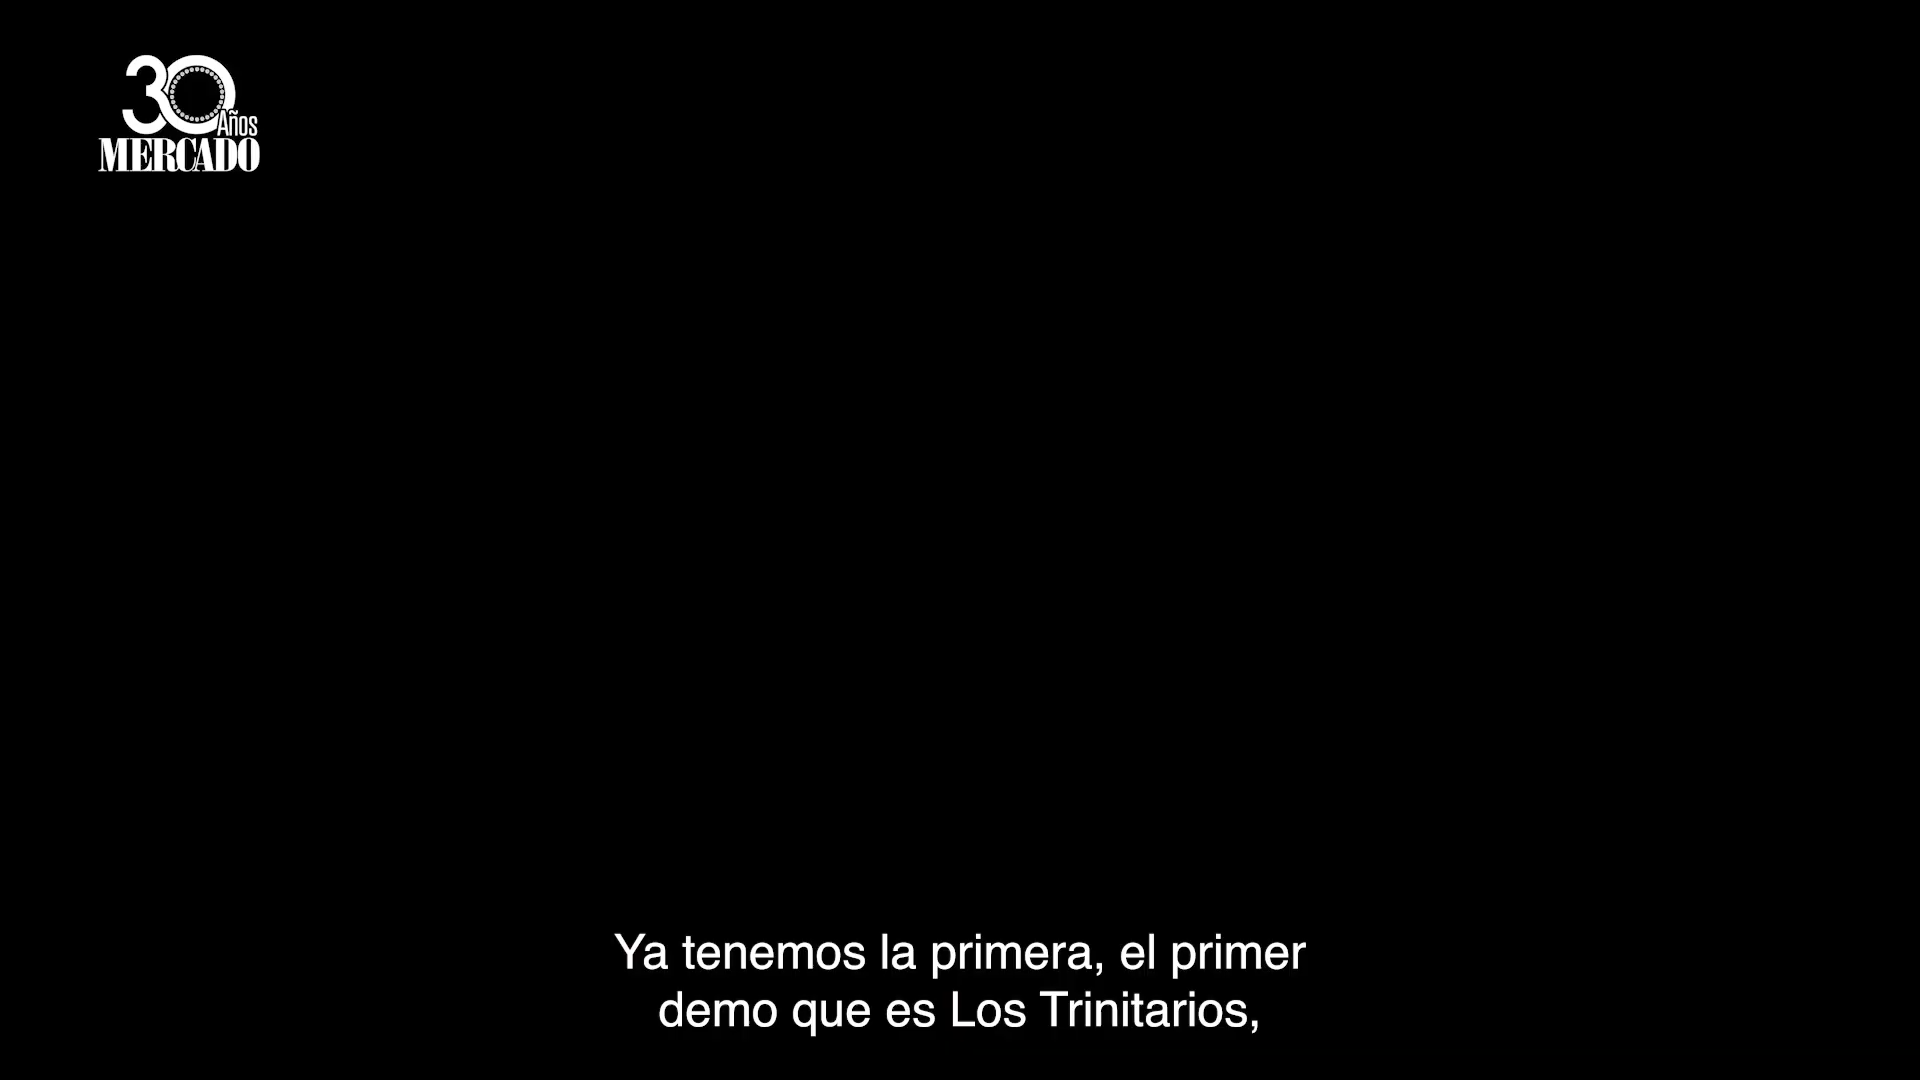 30
Años
MERCADO
Ya tenemos la primera, el primer
demo que es Los Trinitarios,